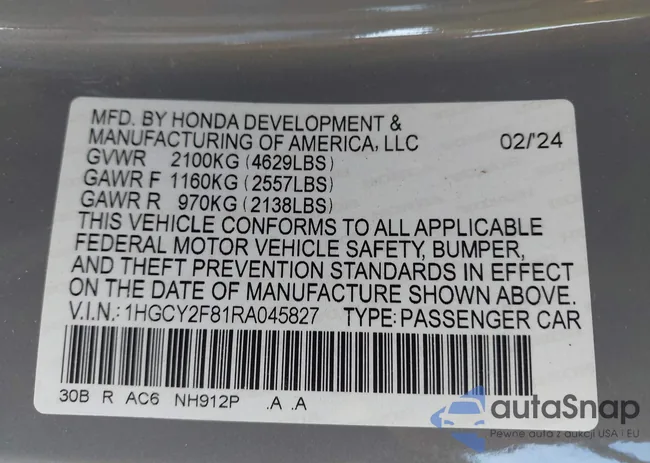 MFD. BY HONDA DEVELOPMENT &
MANUFACTURING OF AMERICA, LLC 02/24
GVWR 2100KG (4629LBS)
GAWR F 1160KG (2557LBS)
GAWR R 970KG (2138LBS)
THIS VEHICLE CONFORMS TO ALL APPLICABLE
FEDERAL MOTOR VEHICLE SAFETY, BUMPER,
AND THEFT PREVENTION STANDARDS IN EFFECT
ON THE DATE OF MANUFACTURE SHOWN ABOVE.
V.I.N.: 1HGCY2F81RA045827 TYPE: PASSENGER CAR
30B R AC6 NH912P .A .A
autaSnap
Pewne auta z aukcji USA i EU